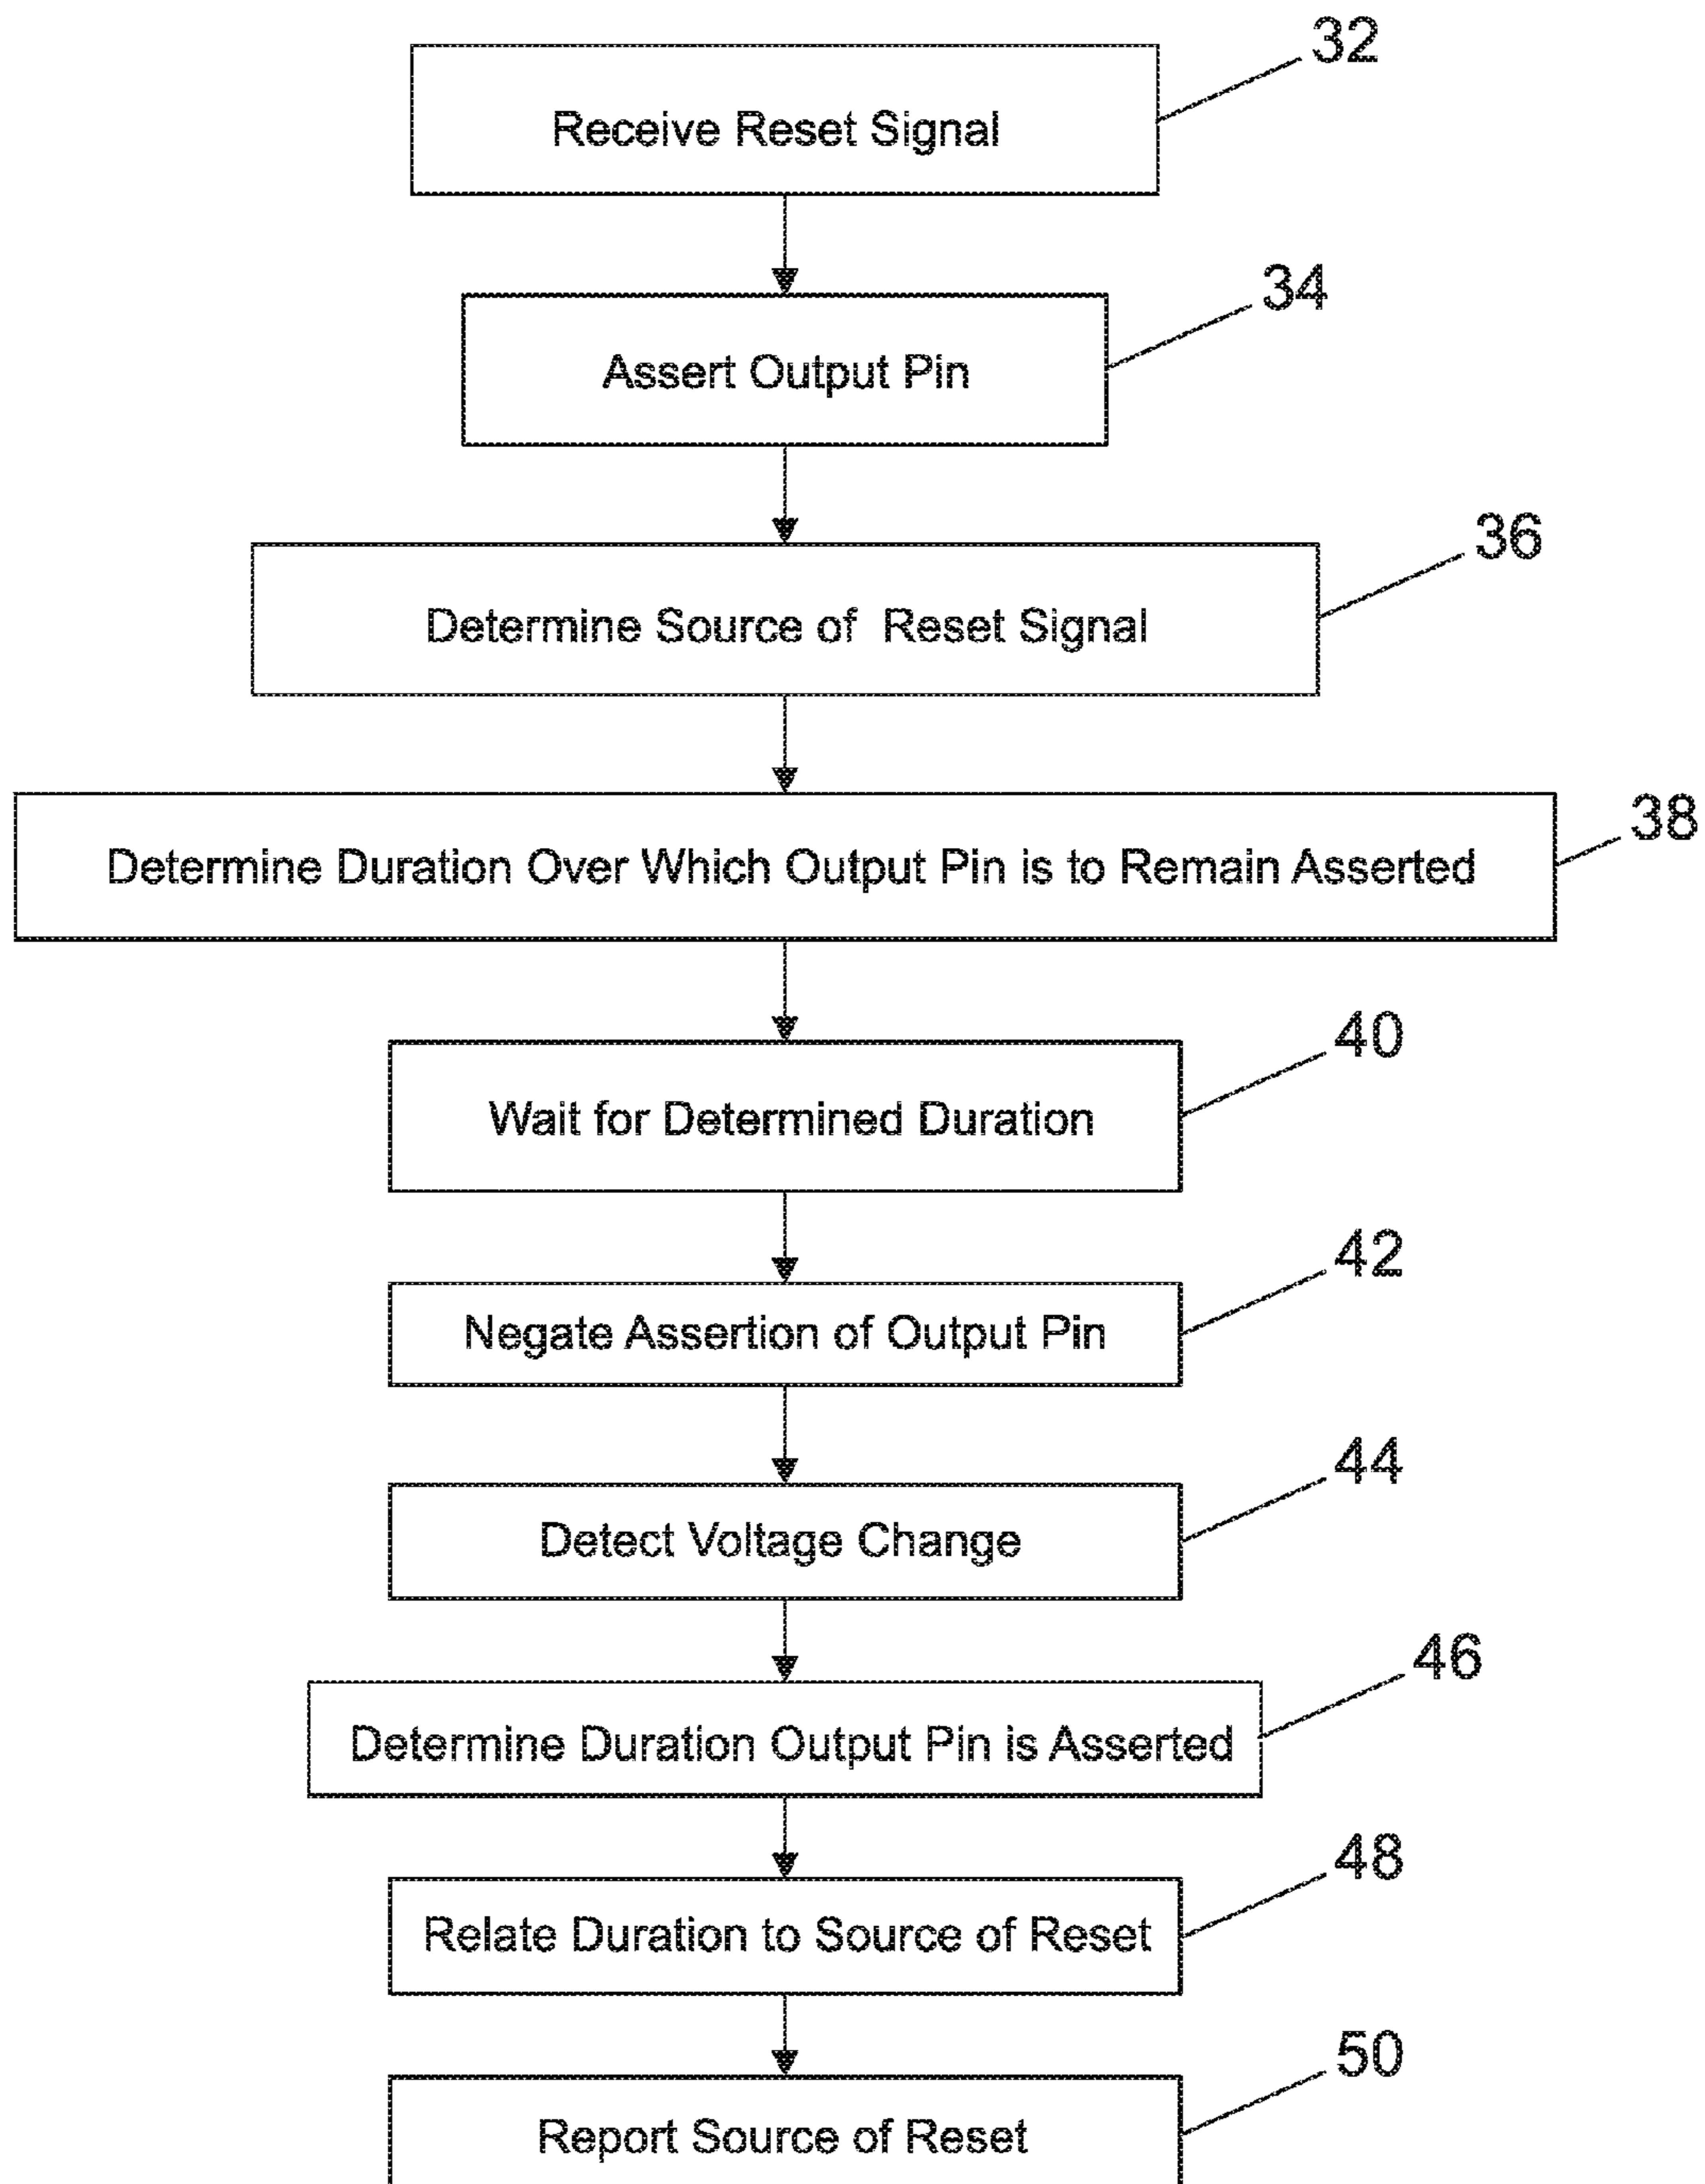 32
Receive Reset Signal
34
Assert Output Pin
36
Determine Source of Reset Signal
38
Determine Duration Over Which Output Pin is to Remain Asserted
40
Wait for Determined Duration
42
Negate Assertion of Output Pin
44
Detect Voltage Change
46
Determine Duration Output Pin is Asserted
48
Relate Duration to Source of Reset
50
Report Source of Reset